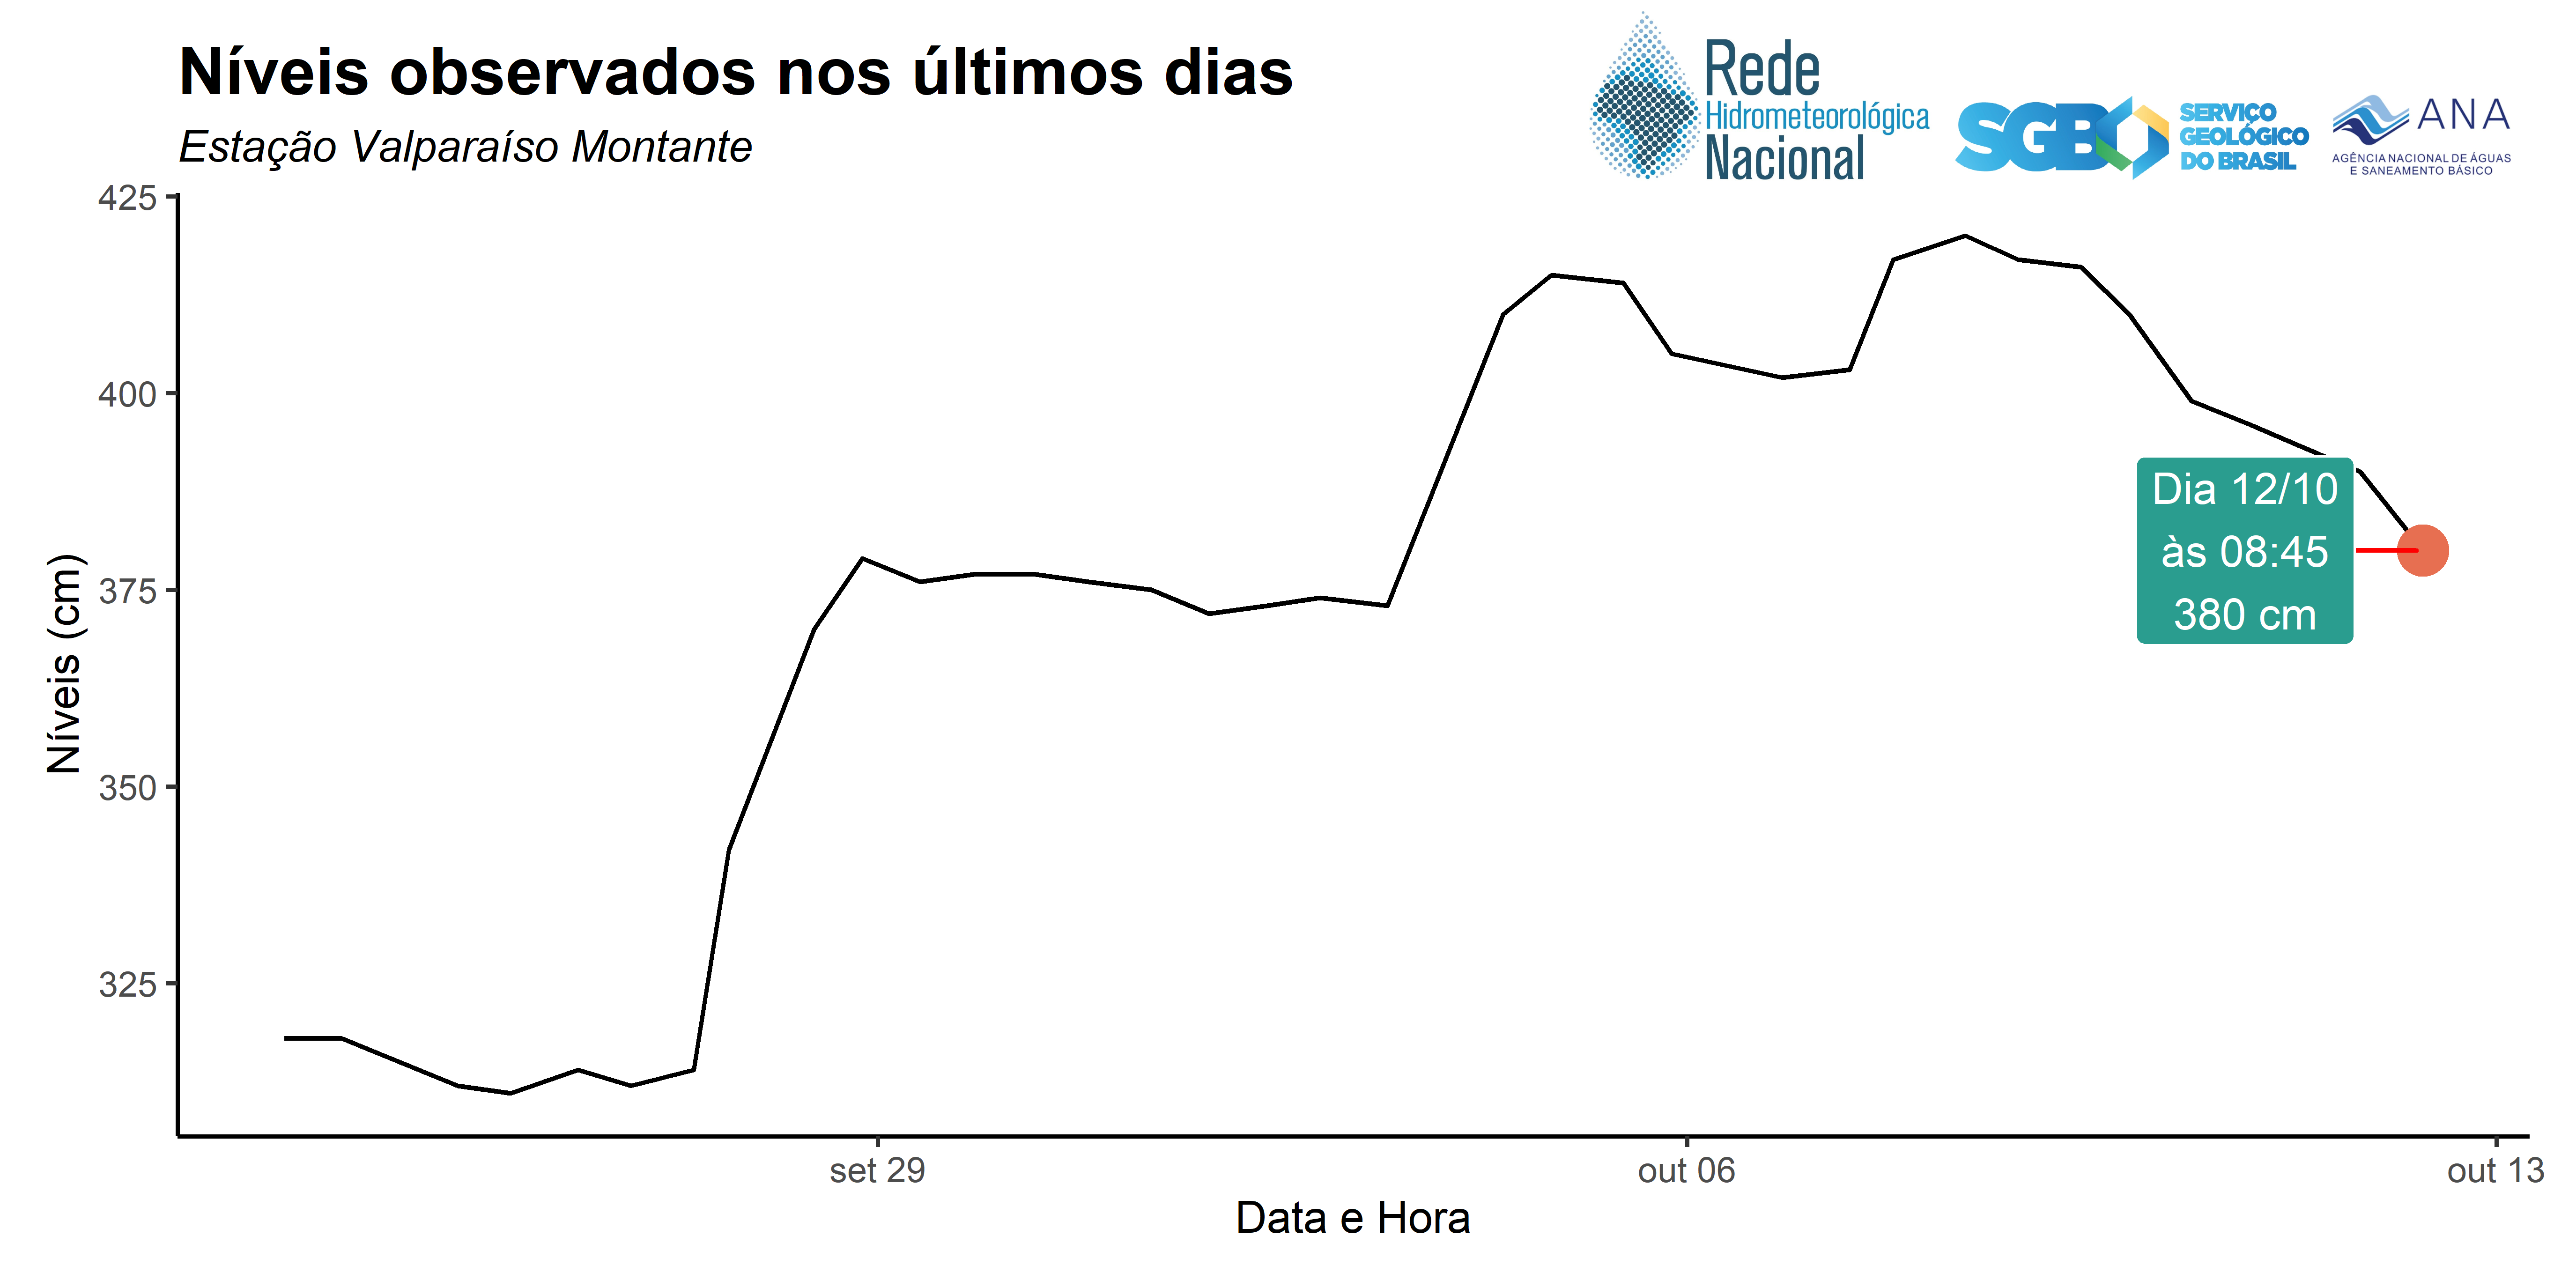 Níveis observados nos últimos dias
Estação Valparaíso Montante
Rede
Hidrometeorológica
Nacional
SGB
SERVIÇO
GEOLÓGICO
DO BRASIL
ANA
AGÊNCIA NACIONAL DE ÁGUAS
E SANEAMENTO BÁSICO
425
400
375
350
325
Níveis (cm)
Dia 12/10
às 08:45
380 cm
set 29
out 06
out 13
Data e Hora